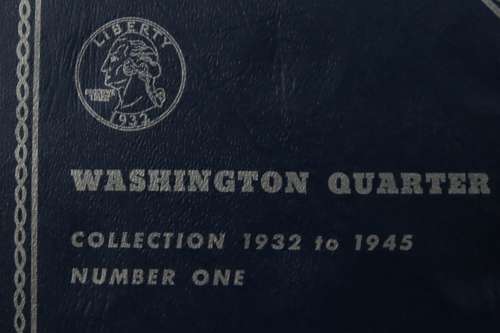 LIBERTY
1932
WASHINGTON QUARTER
COLLECTION 1932 to 1945
NUMBER ONE